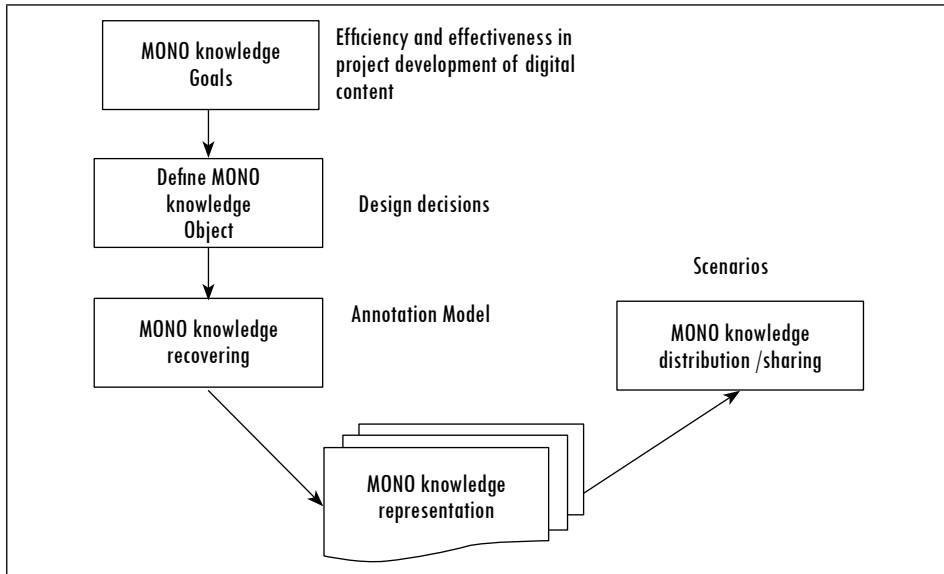 MONO knowledge
Goals
Efficiency and effectiveness in
project development of digital
content
Define MONO
knowledge
Object
Design decisions
MONO knowledge
recovering
Annotation Model
Scenarios
MONO knowledge
distribution /sharing
MONO knowledge
representation